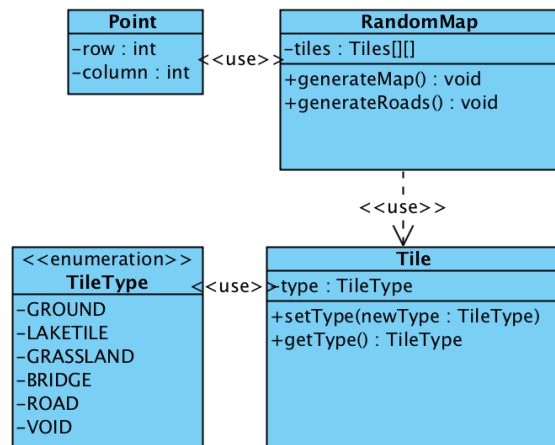 Point
-row : int
-column : int
<<use>>
RandomMap
-tiles : Tiles[][]
+generateMap() : void
+generateRoads() : void
<<use>>
<<enumeration>>
TileType
-GROUND
-LAKETILE
-GRASSLAND
-BRIDGE
-ROAD
-VOID
<<use>>
Tile
-type : TileType
+setType(newType : TileType)
+getType() : TileType